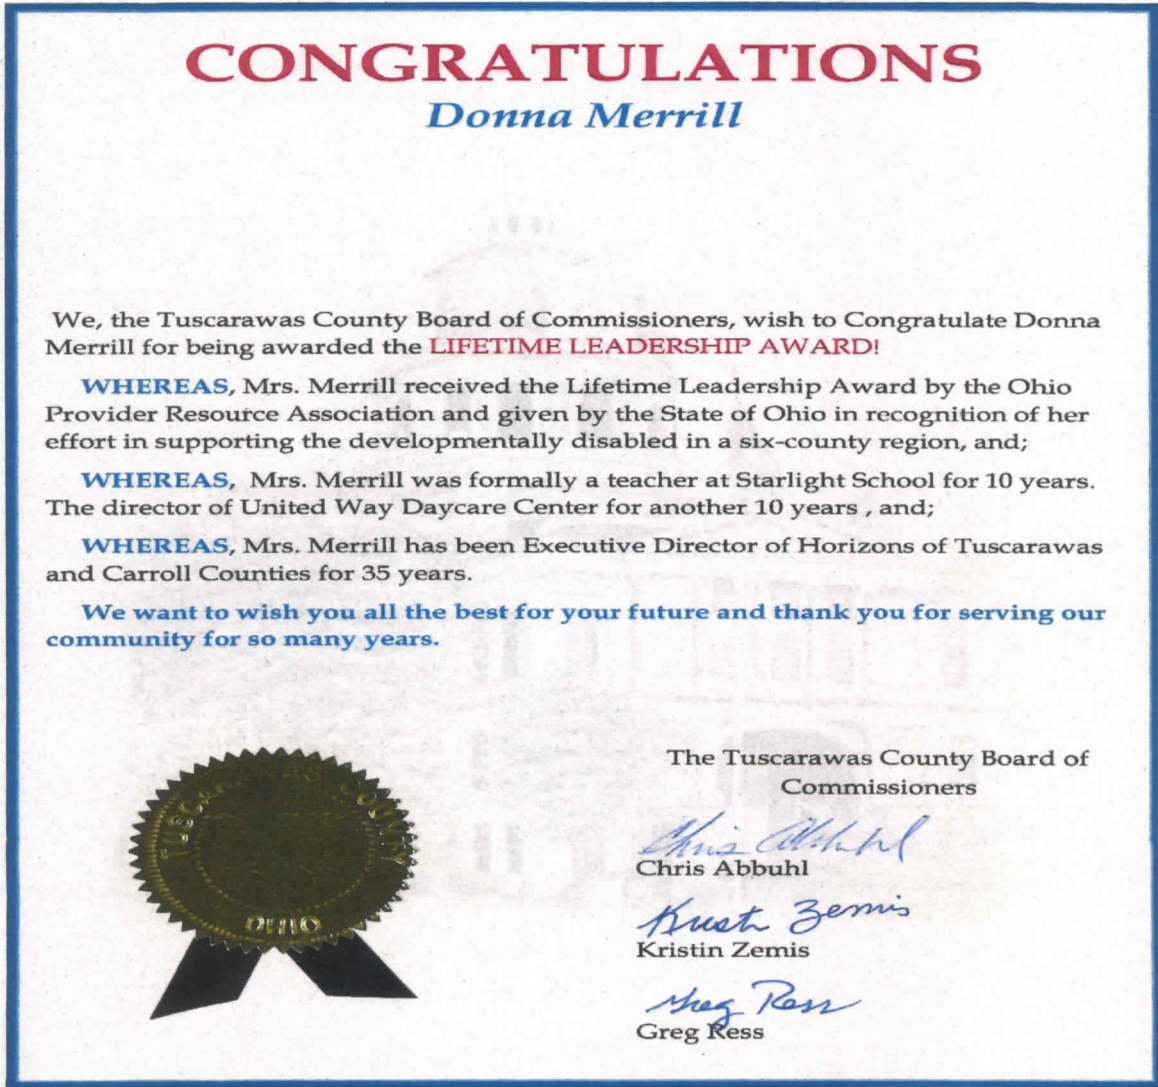 CONGRATULATIONS
Donna Merrill
We, the Tuscarawas County Board of Commissioners, wish to Congratulate Donna
Merrill for being awarded the LIFETIME LEADERSHIP AWARD!
WHEREAS, Mrs. Merrill received the Lifetime Leadership Award by the Ohio
Provider Resource Association and given by the State of Ohio in recognition of her
effort in supporting the developmentally disabled in a six-county region, and;
WHEREAS, Mrs. Merrill was formally a teacher at Starlight School for 10 years.
The director of United Way Daycare Center for another 10 years , and;
WHEREAS, Mrs. Merrill has been Executive Director of Horizons of Tuscarawas
and Carroll Counties for 35 years.
We want to wish you all the best for your future and thank you for serving our
community for so many years.
TUSCARAWAS COUNTY
OHIO
The Tuscarawas County Board of
Commissioners
Chris Abbuhl
Chris Abbuhl
Kristin Zemis
Kristin Zemis
Greg Ress
Greg Ress